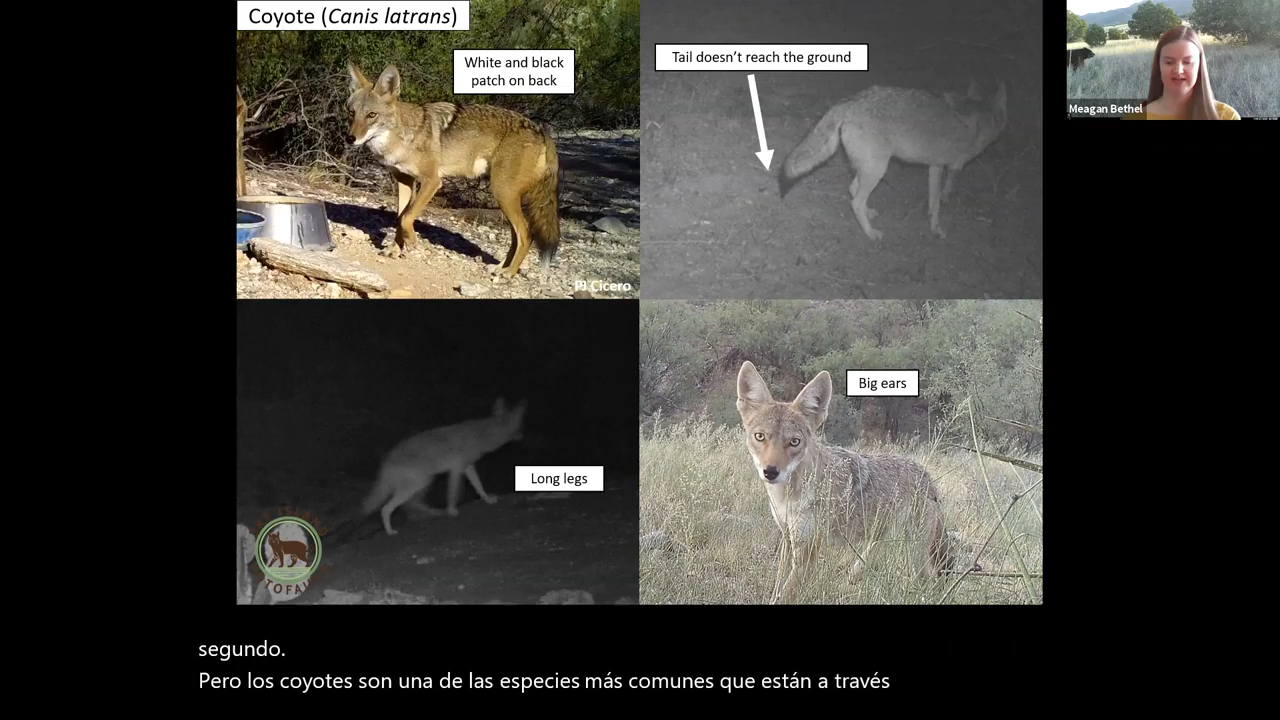 Coyote (Canis latrans)
White and black
patch on back
Tail doesn't reach the ground
Meagan Bethel
PJ Cicero
Long legs
Big ears
segundo.
Pero los coyotes son una de las especies más comunes que están a través